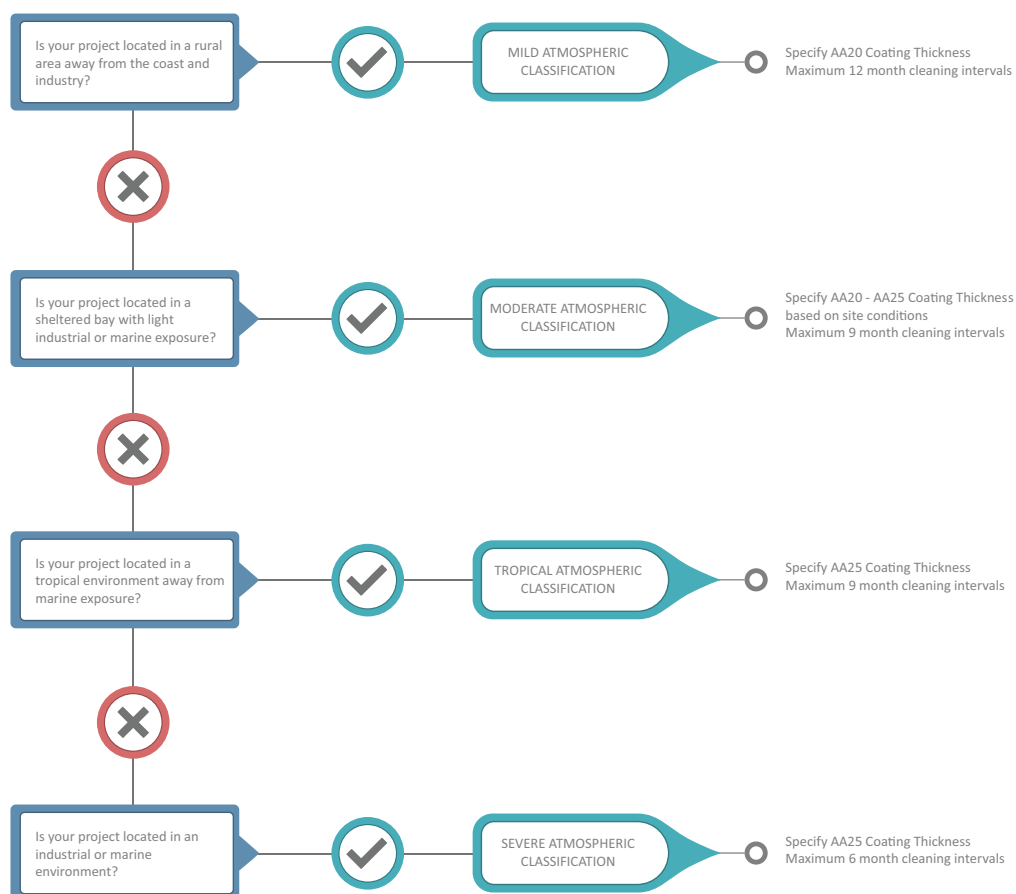 Is your project located in a rural
area away from the coast and
industry?
MILD ATMOSPHERIC
CLASSIFICATION
Specify AA20 Coating Thickness
Maximum 12 month cleaning intervals
Is your project located in a
sheltered bay with light
industrial or marine exposure?
MODERATE ATMOSPHERIC
CLASSIFICATION
Specify AA20 - AA25 Coating Thickness
based on site conditions
Maximum 9 month cleaning intervals
Is your project located in a
tropical environment away from
marine exposure?
TROPICAL ATMOSPHERIC
CLASSIFICATION
Specify AA25 Coating Thickness
Maximum 9 month cleaning intervals
Is your project located in an
industrial or marine
environment?
SEVERE ATMOSPHERIC
CLASSIFICATION
Specify AA25 Coating Thickness
Maximum 6 month cleaning intervals